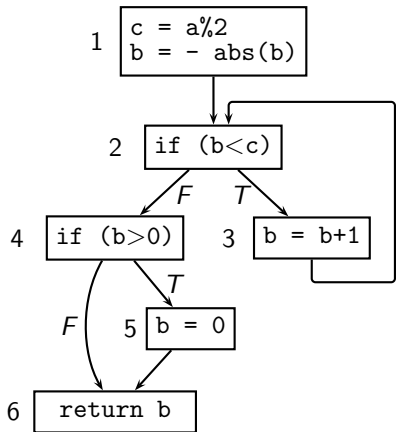 1
c = a%2
b = - abs(b)
2
if (b<c)
F
T
4
if (b>0)
3
b = b+1
F
T
5
b = 0
6
return b